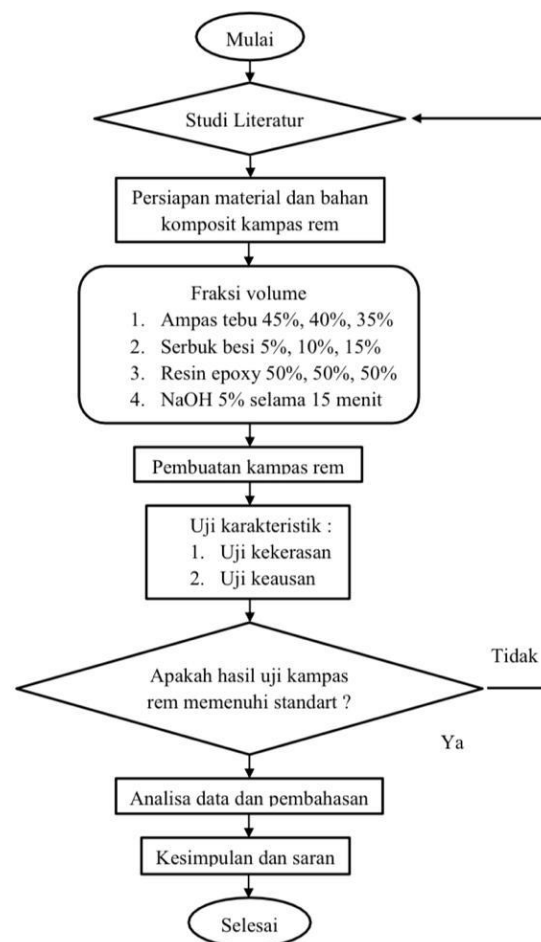 Mulai
Studi Literatur
Persiapan material dan bahan
komposit kampas rem
Fraksi volume
1. Ampas tebu 45%, 40%, 35%
2. Serbuk besi 5%, 10%, 15%
3. Resin epoxy 50%, 50%, 50%
4. NaOH 5% selama 15 menit
Pembuatan kampas rem
Uji karakteristik :
1. Uji kekerasan
2. Uji keausan
Apakah hasil uji kampas
rem memenuhi standart ?
Tidak
Ya
Analisa data dan pembahasan
Kesimpulan dan saran
Selesai